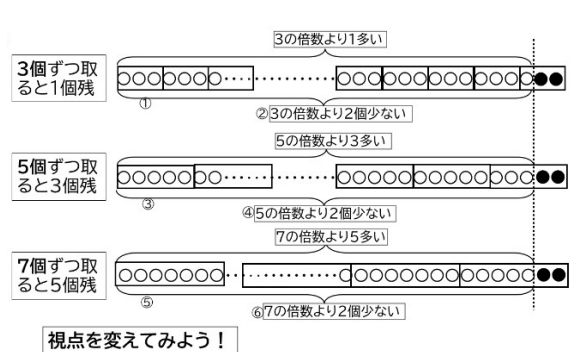 3の倍数より1多い
3個ずつ取
ると1個残
①
②3の倍数より2個少ない
5の倍数より3多い
5個ずつ取
ると3個残
③
④5の倍数より2個少ない
7の倍数より5多い
7個ずつ取
ると5個残
⑤
⑥7の倍数より2個少ない
視点を変えてみよう！